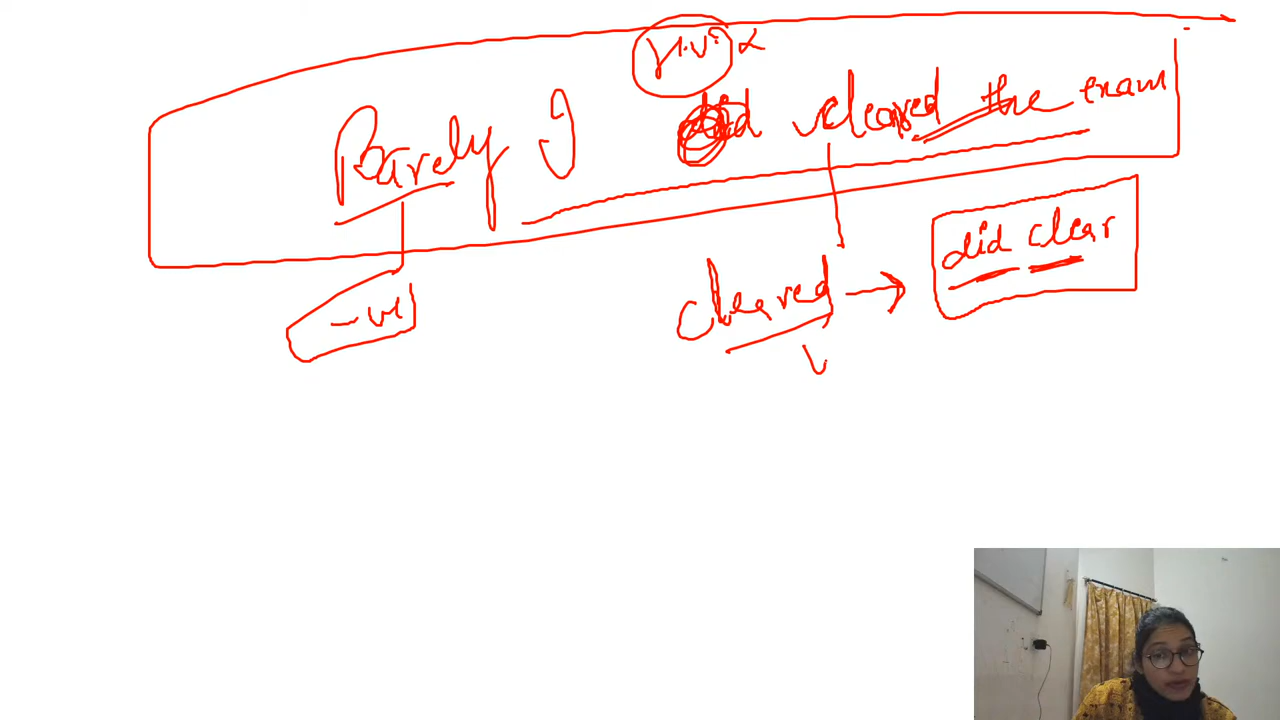 H.V? x
Barely I did cleared the exam
did clear
-ve
cleared →
V